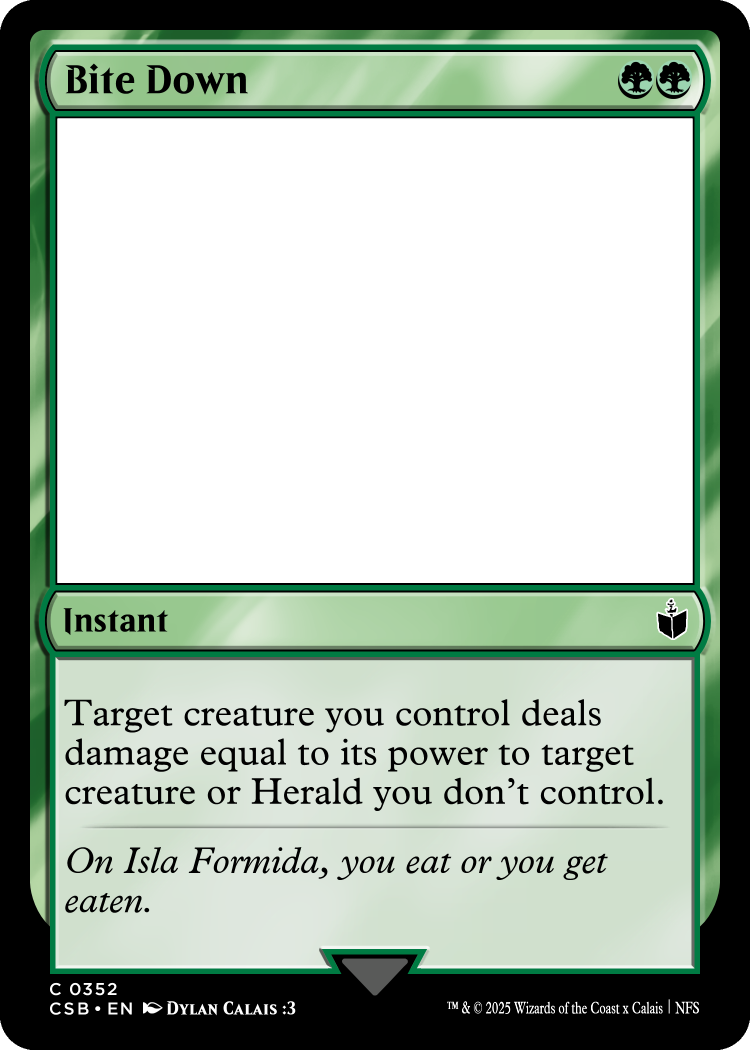 Bite Down
Instant
Target creature you control deals
damage equal to its power to target
creature or Herald you don’t control.
On Isla Formida, you eat or you get
eaten.
C 0352
CSB • EN DYLAN CALAIS :3
™ & © 2025 Wizards of the Coast x Calais | NFS